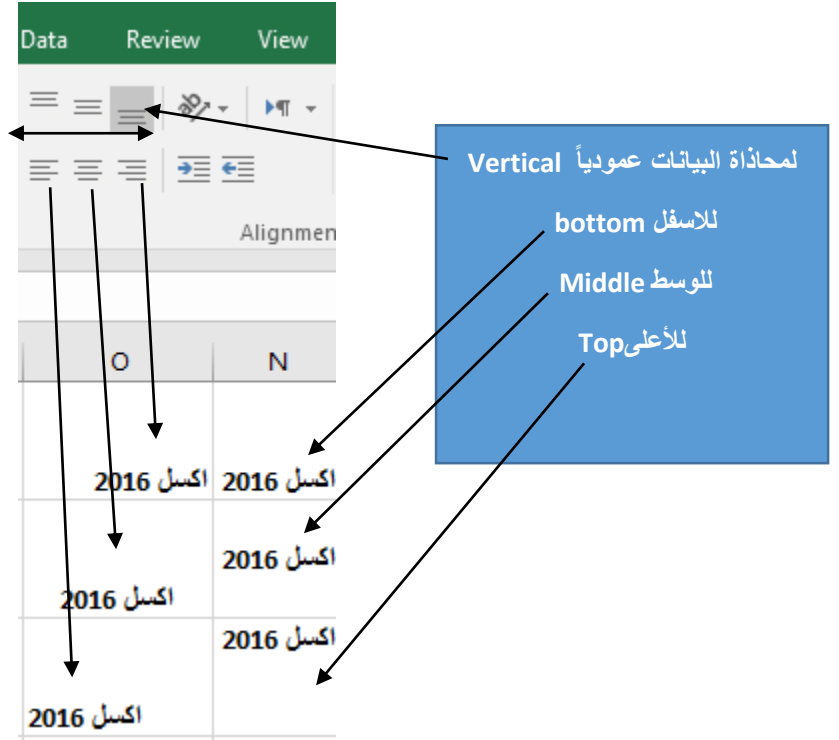 Data Review View
Alignmen
O N
اكسل 2016 اكسل 2016
اكسل 2016
اكسل 2016
اكسل 2016
اكسل 2016
لمحاذاة البيانات عمودياً Vertical
للاسفل bottom
للوسط Middle
للأعلىTop